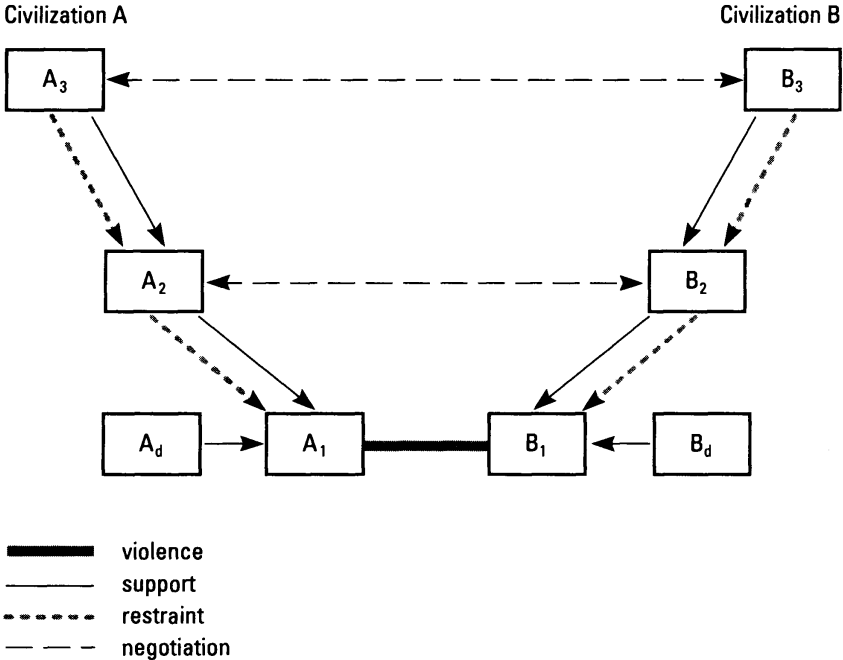 Civilization A
Civilization B
A3
B3
A2
B2
Ad
A1
B1
Bd
violence
support
restraint
negotiation